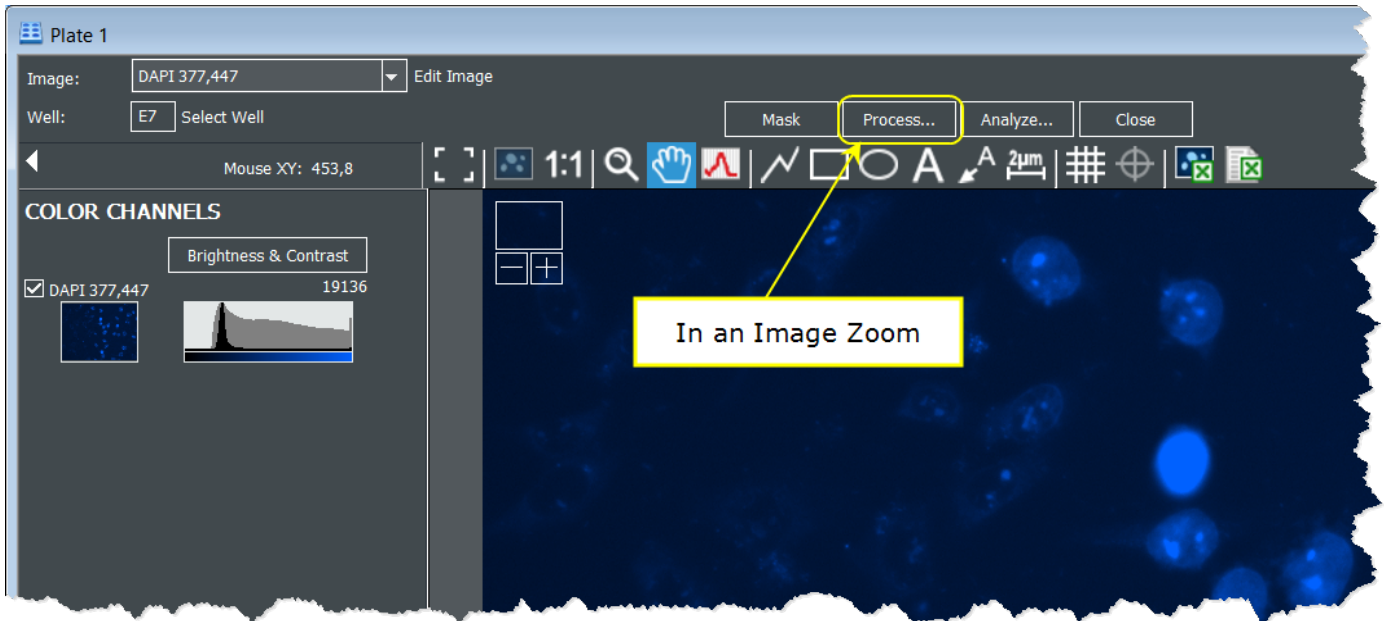 Plate 1
Image: DAPI 377,447 Edit Image
Well: E7 Select Well
Mask Process... Analyze... Close
Mouse XY: 453,8
1:1 A A 2µm
COLOR CHANNELS
Brightness & Contrast
DAPI 377,447 19136
In an Image Zoom